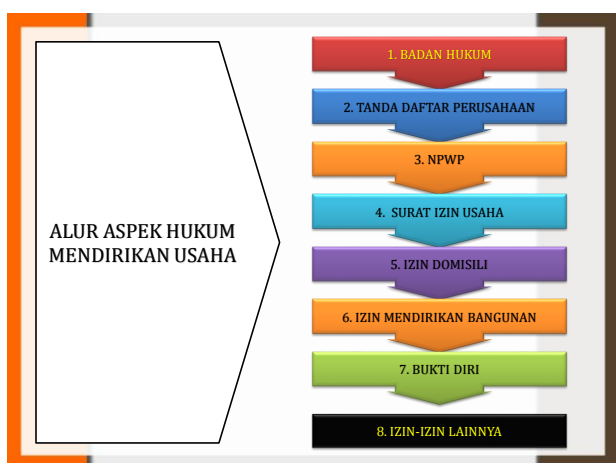 ALUR ASPEK HUKUM
MENDIRIKAN USAHA
1. BADAN HUKUM
2. TANDA DAFTAR PERUSAHAAN
3. NPWP
4. SURAT IZIN USAHA
5. IZIN DOMISILI
6. IZIN MENDIRIKAN BANGUNAN
7. BUKTI DIRI
8. IZIN-IZIN LAINNYA